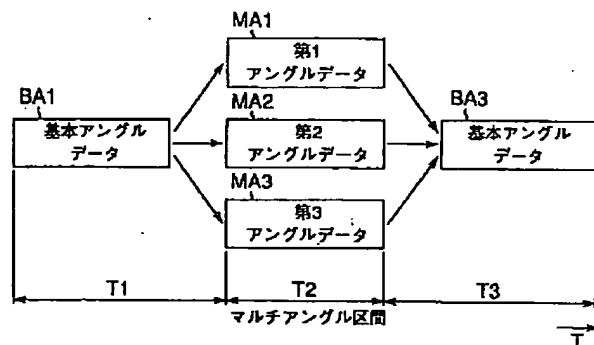 MA1
第1
アングルデータ
BA1
基本アングル
データ
MA2
第2
アングルデータ
BA3
基本アングル
データ
MA3
第3
アングルデータ
T1
T2
T3
マルチアングル区間
T